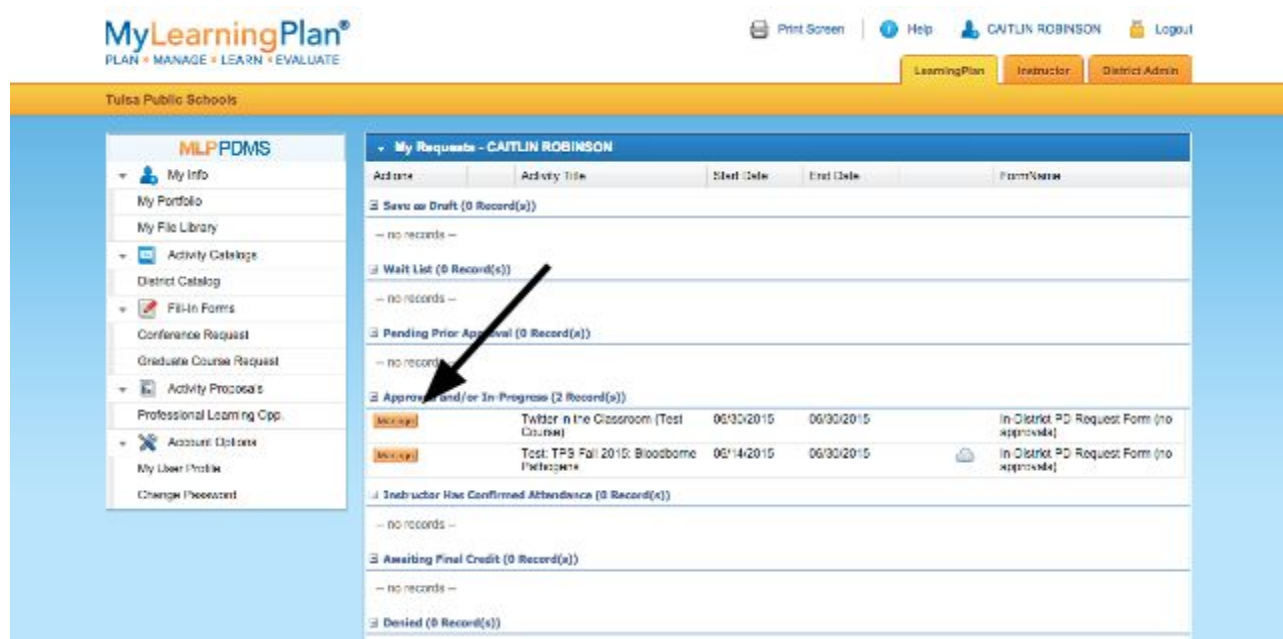 MyLearningPlan®
PLAN • MANAGE • LEARN • EVALUATE
Print Screen Help CAITLIN ROBINSON Logout
LearningPlan Instructor District Admin
Tulsa Public Schools
MLPPDMS
My Info
My Portfolio
My File Library
Activity Catalogs
District Catalog
Fill-In Forms
Conference Request
Graduate Course Request
Activity Proposals
Professional Learning Opp.
Account Options
My User Profile
Change Password
My Requests - CAITLIN ROBINSON
Actions Activity Title Start Date End Date FormName
Save as Draft (0 Record(s))
-- no records --
Wait List (0 Record(s))
-- no records --
Pending Prior Approval (0 Record(s))
-- no records --
Approved and/or In-Progress (2 Record(s))
Manage Twitter in the Classroom (Test 06/30/2015 06/30/2015 In-District PD Request Form (no
Course) approvals)
Manage Test: TPS Fall 2015: Bloodborne 06/14/2015 06/30/2015 In-District PD Request Form (no
Pathogens approvals)
Instructor Has Confirmed Attendance (0 Record(s))
-- no records --
Awaiting Final Credit (0 Record(s))
-- no records --
Denied (0 Record(s))